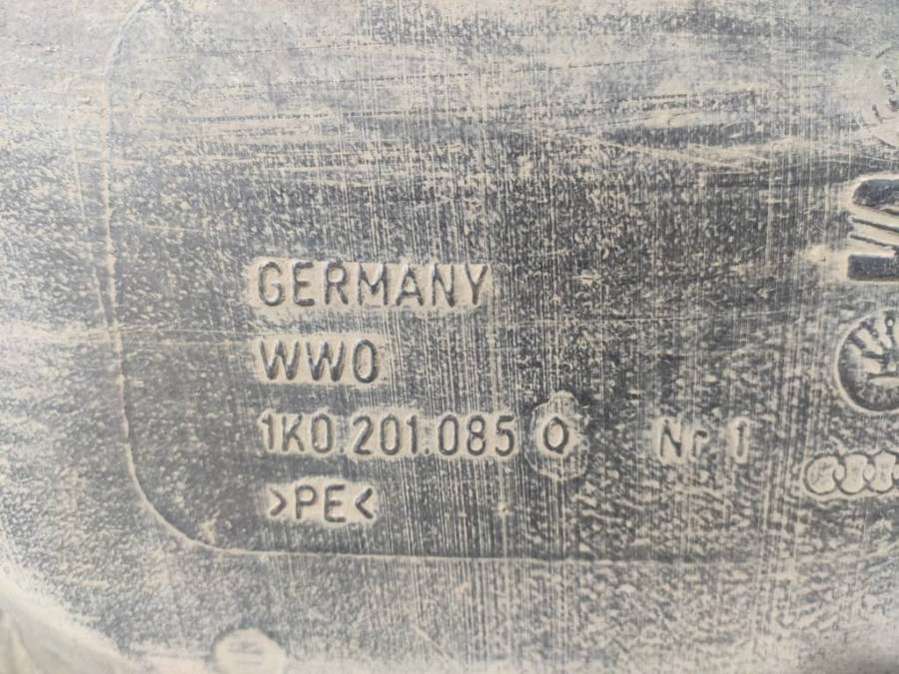 GERMANY
WWO
1K0.201.085 Q Nr 1
>PE<